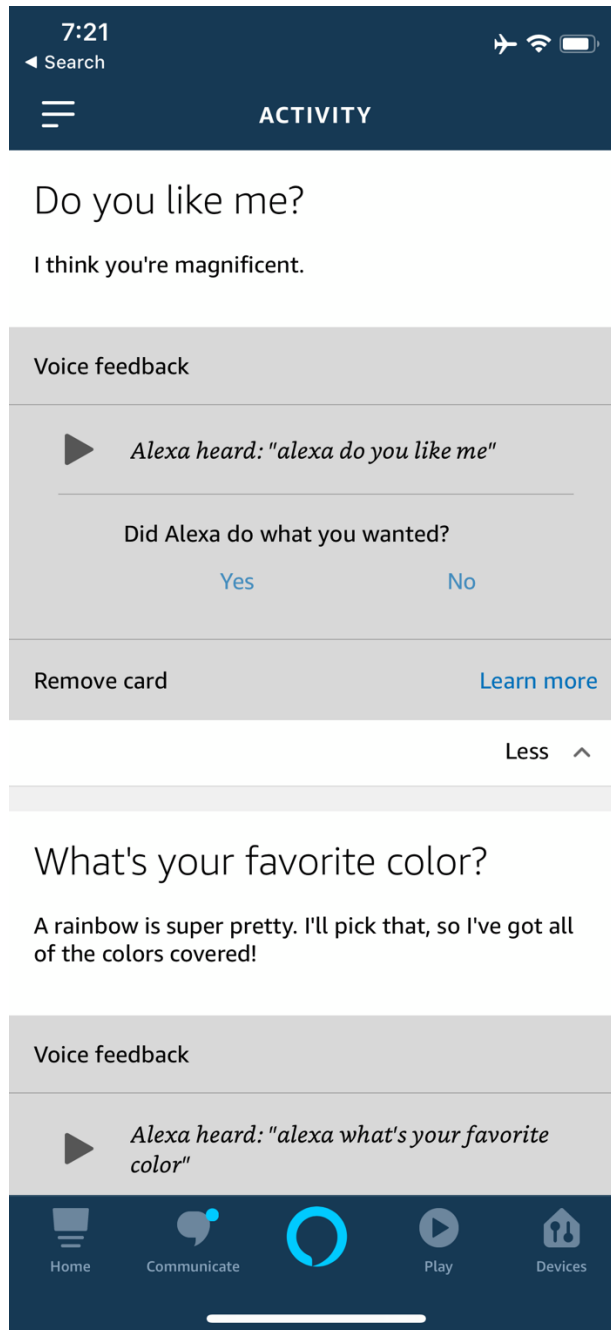 7:21
◀ Search
ACTIVITY
Do you like me?
I think you're magnificent.
Voice feedback
Alexa heard: "alexa do you like me"
Did Alexa do what you wanted?
Yes No
Remove card Learn more
Less
What's your favorite color?
A rainbow is super pretty. I'll pick that, so I've got all
of the colors covered!
Voice feedback
Alexa heard: "alexa what's your favorite
color"
Home Communicate Play Devices